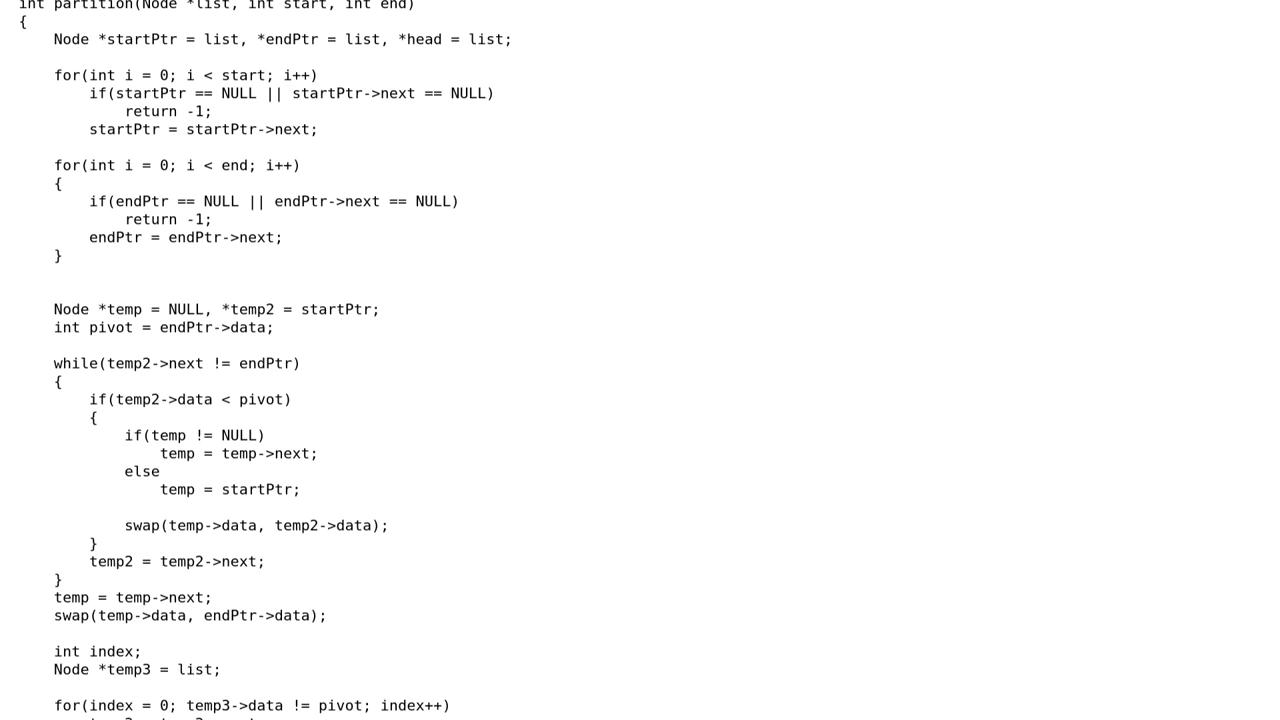 int partition(Node *list, int start, int end)
{
    Node *startPtr = list, *endPtr = list, *head = list;

    for(int i = 0; i < start; i++)
        if(startPtr == NULL || startPtr->next == NULL)
            return -1;
        startPtr = startPtr->next;

    for(int i = 0; i < end; i++)
    {
        if(endPtr == NULL || endPtr->next == NULL)
            return -1;
        endPtr = endPtr->next;
    }


    Node *temp = NULL, *temp2 = startPtr;
    int pivot = endPtr->data;

    while(temp2->next != endPtr)
    {
        if(temp2->data < pivot)
        {
            if(temp != NULL)
                temp = temp->next;
            else
                temp = startPtr;

            swap(temp->data, temp2->data);
        }
        temp2 = temp2->next;
    }
    temp = temp->next;
    swap(temp->data, endPtr->data);

    int index;
    Node *temp3 = list;

    for(index = 0; temp3->data != pivot; index++)